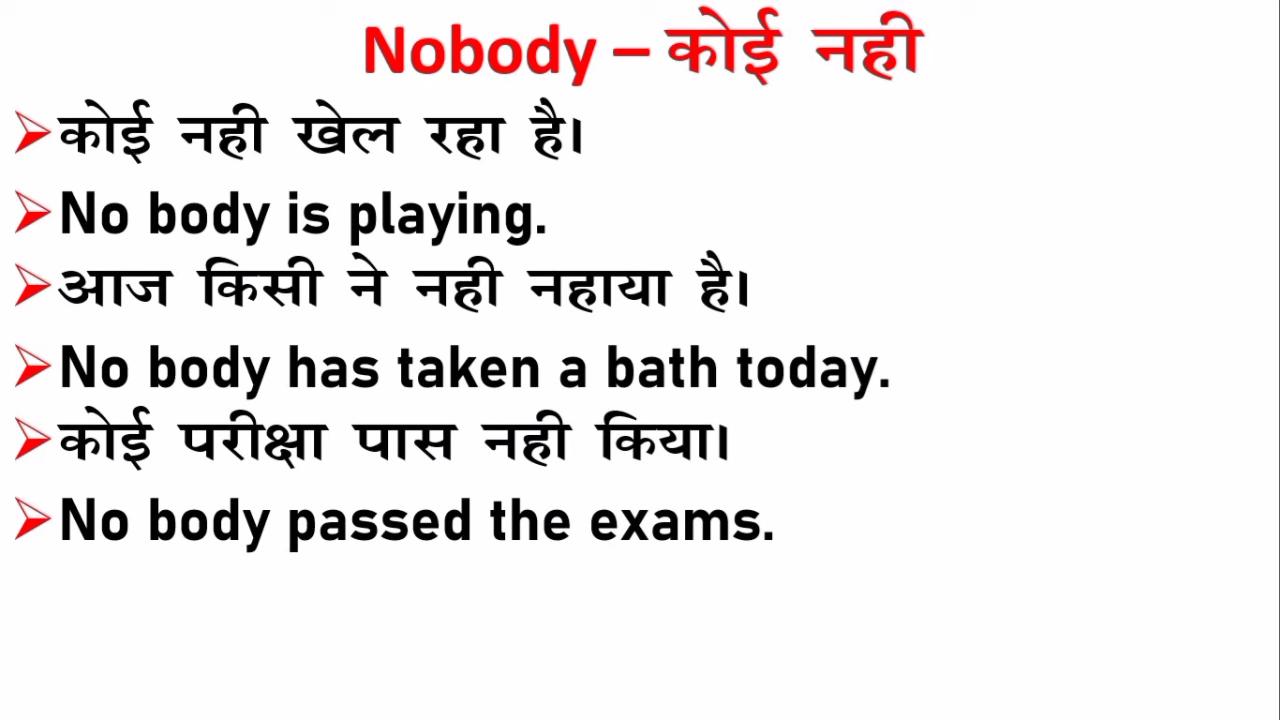 Nobody – कोई नही
कोई नही खेल रहा है।
No body is playing.
आज किसी ने नही नहाया है।
No body has taken a bath today.
कोई परीक्षा पास नही किया।
No body passed the exams.